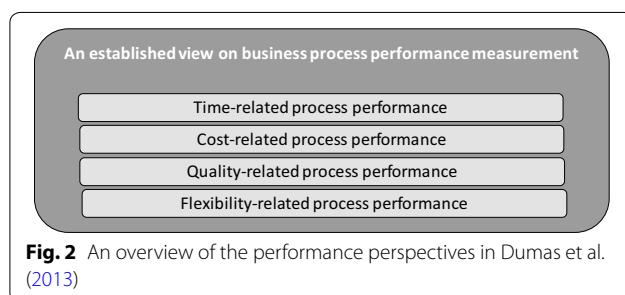 An established view on business process performance measurement
Time-related process performance
Cost-related process performance
Quality-related process performance
Flexibility-related process performance
Fig. 2 An overview of the performance perspectives in Dumas et al.
(2013)